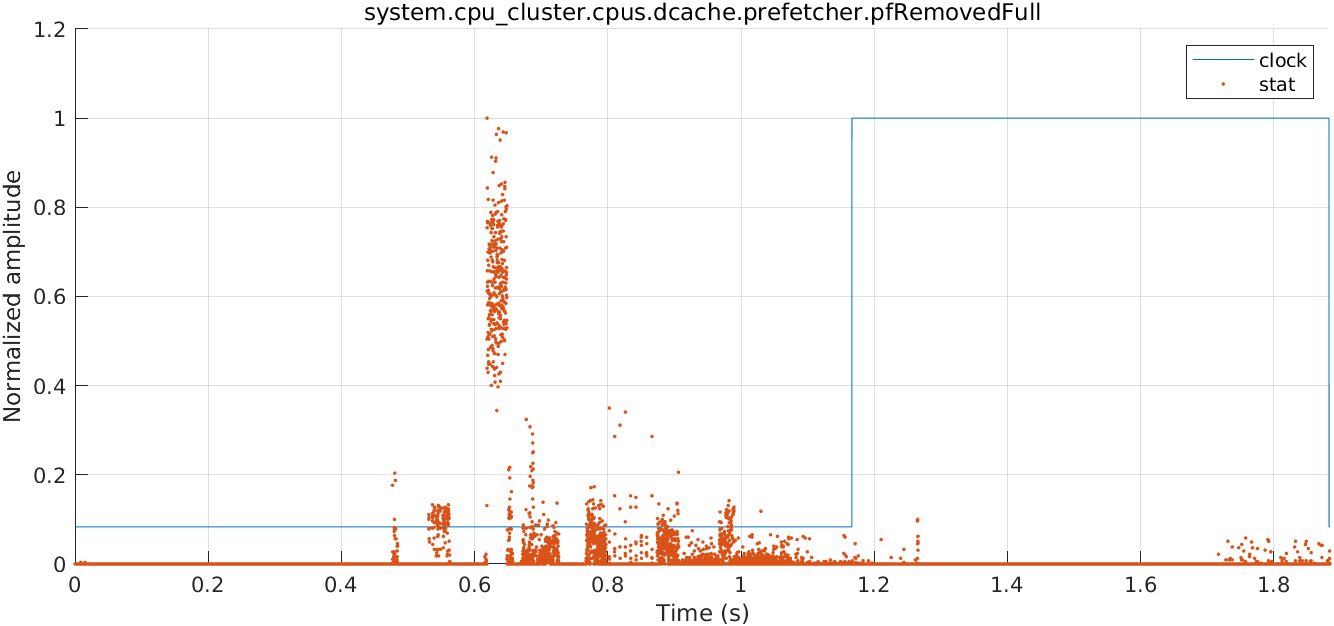 system.cpu_cluster.cpus.dcache.prefetcher.pfRemovedFull
1.2
1
0.8
0.6
0.4
0.2
0
Normalized amplitude
clock
stat
0 0.2 0.4 0.6 0.8 1 1.2 1.4 1.6 1.8
Time (s)